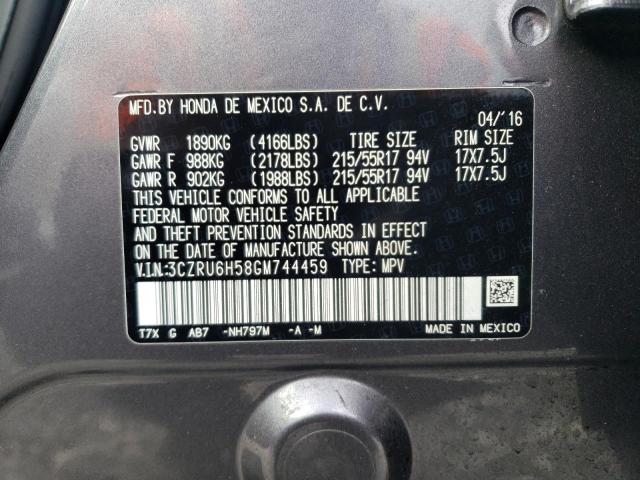 MFD.BY HONDA DE MEXICO S.A. DE C.V.
04/'16
GVWR 1890KG (4166LBS) TIRE SIZE RIM SIZE
GAWR F 988KG (2178LBS) 215/55R17 94V 17X7.5J
GAWR R 902KG (1988LBS) 215/55R17 94V 17X7.5J
THIS VEHICLE CONFORMS TO ALL APPLICABLE
FEDERAL MOTOR VEHICLE SAFETY
AND THEFT PREVENTION STANDARDS IN EFFECT
ON THE DATE OF MANUFACTURE SHOWN ABOVE.
V.I.N:3CZRU6H58GM744459 TYPE: MPV
T7X G AB7 -NH797M -A -M MADE IN MEXICO